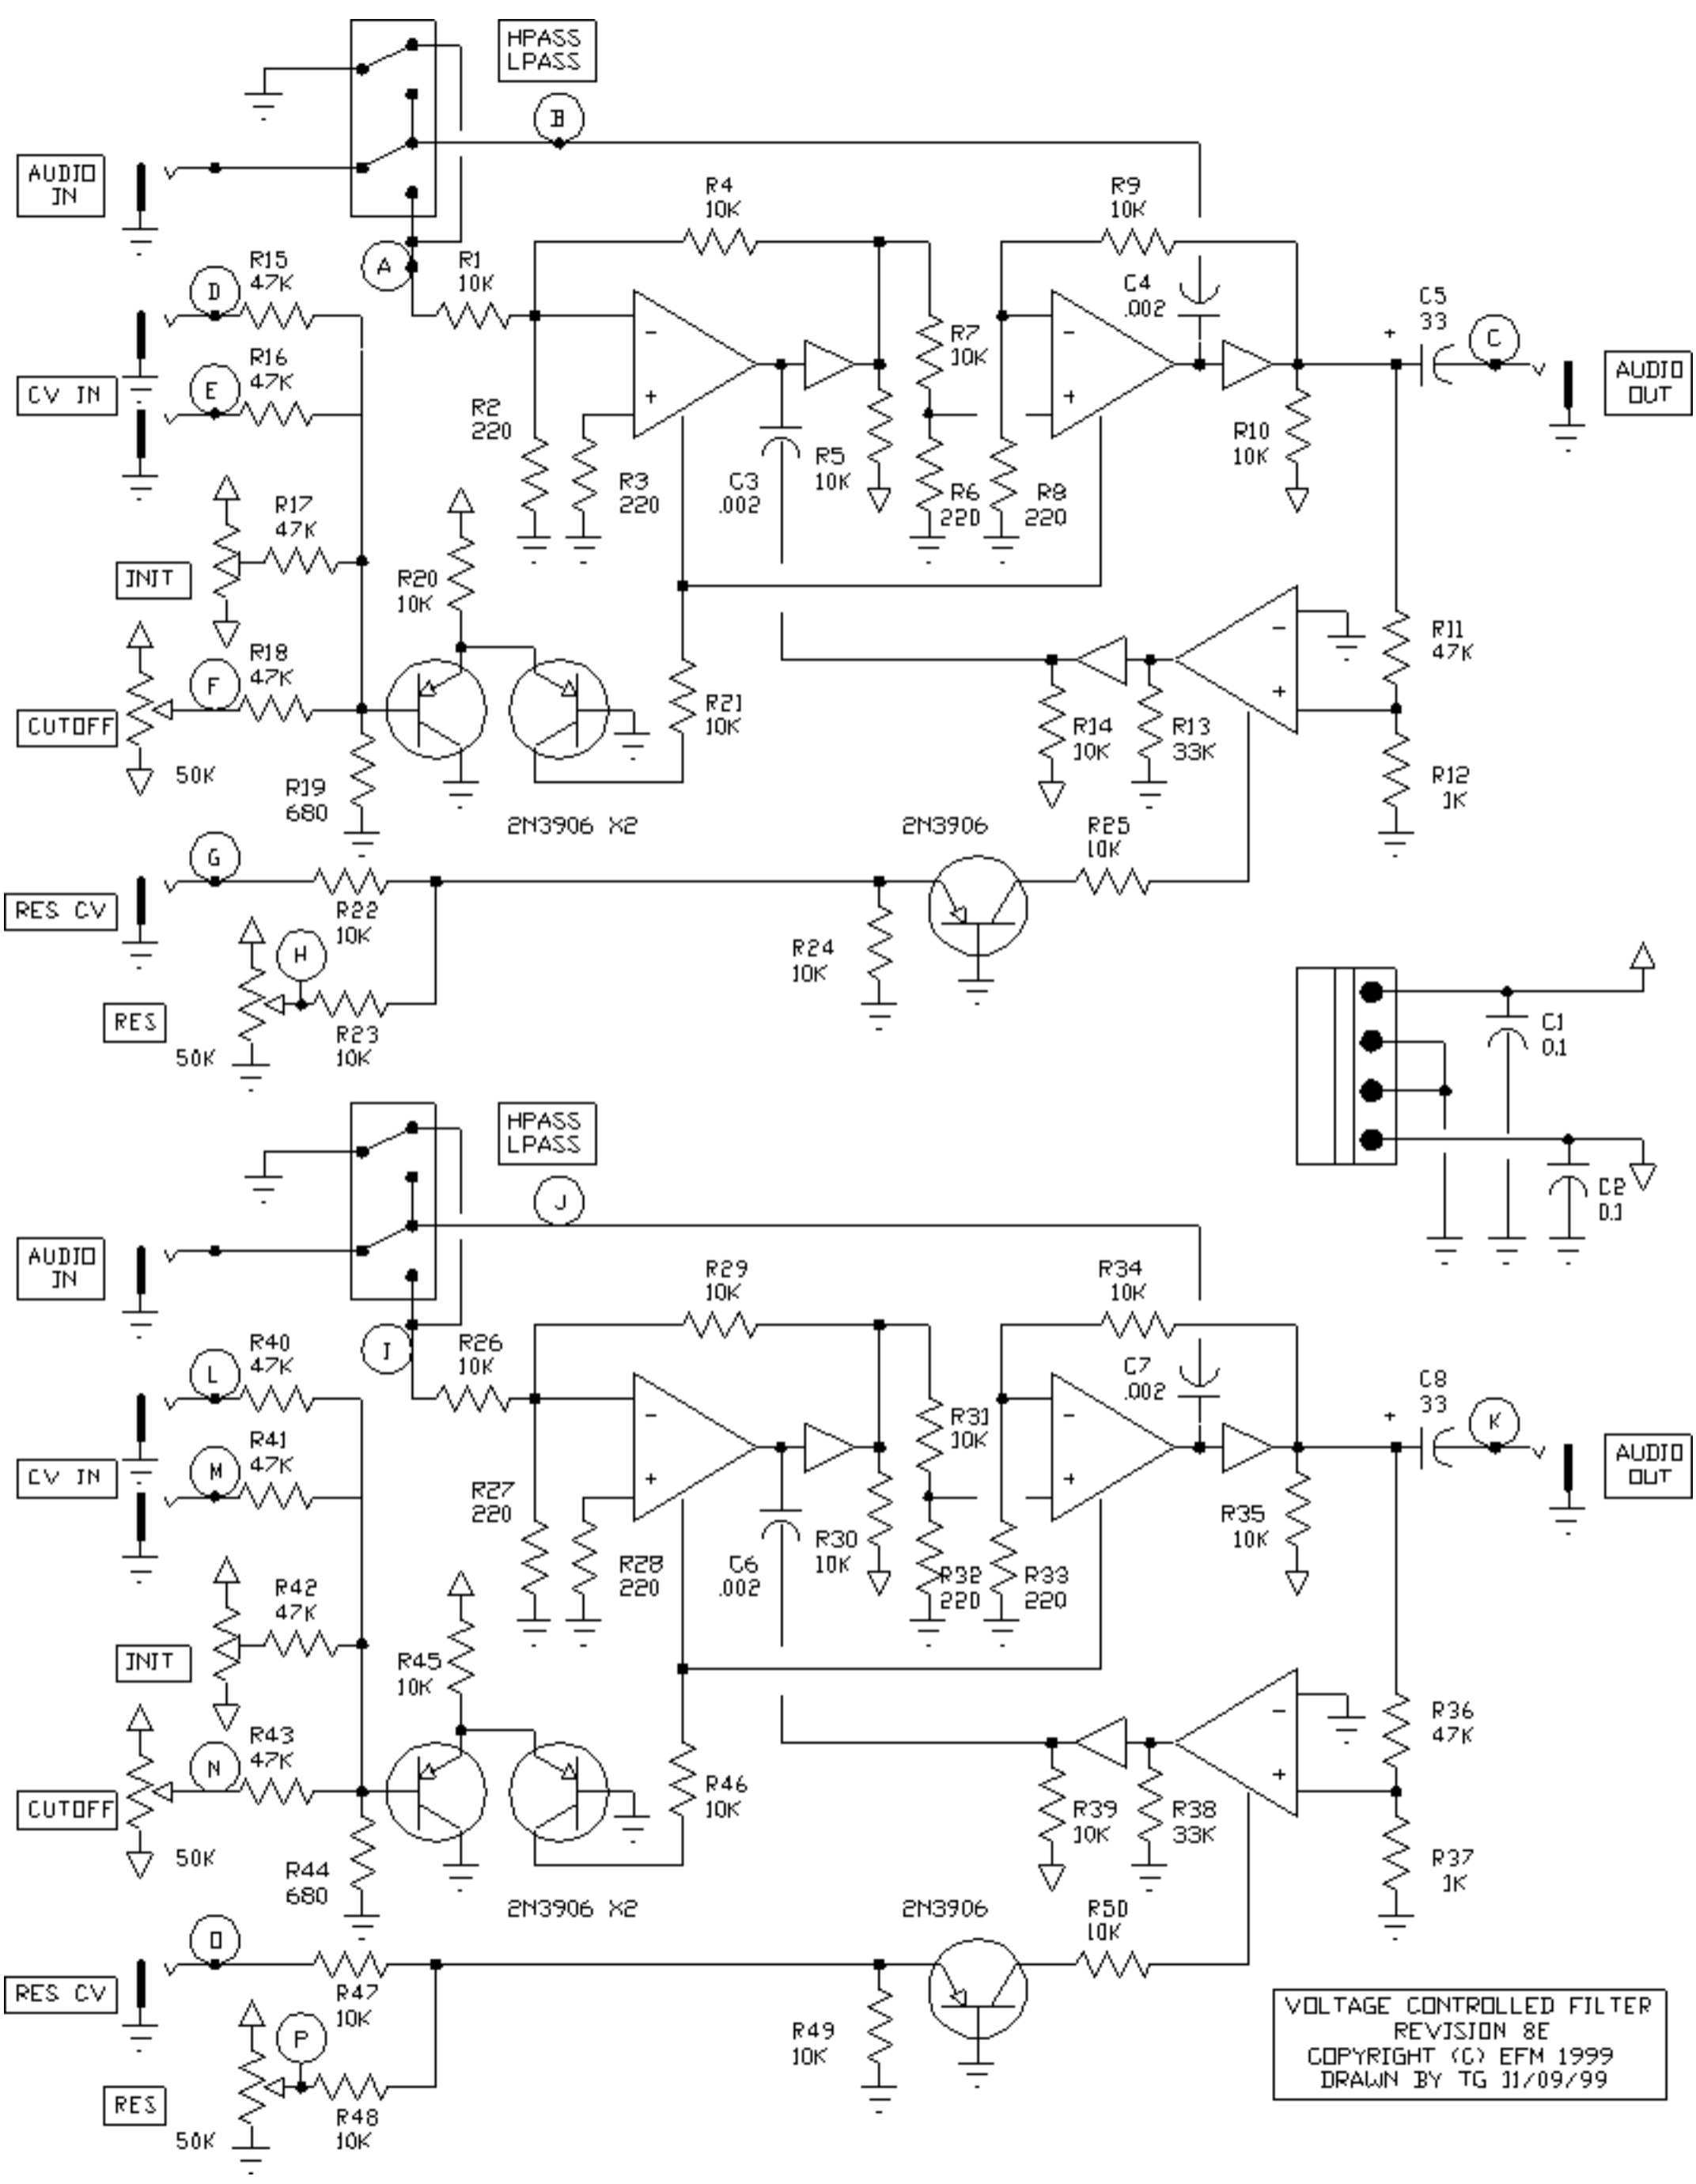 HPASS
LPASS
B
AUDIO
IN
A
R4
10K
R9
10K
R1
10K
R15
47K
D
C4
.002
C5
33
+
C
AUDIO
OUT
R7
10K
R16
47K
E
CV IN
-
+
-
+
R2
220
R3
220
C3
.002
R5
10K
R6
220
R8
220
R10
10K
R17
47K
INIT
R20
10K
-
+
R11
47K
R18
47K
F
CUTOFF
50K
R21
10K
R14
10K
R13
33K
R12
1K
R19
680
2N3906 X2
2N3906
R25
10K
G
RES CV
R22
10K
H
R24
10K
RES
50K
R23
10K
C1
0.1
C2
0.1
HPASS
LPASS
J
AUDIO
IN
I
R29
10K
R34
10K
R26
10K
R40
47K
L
C7
.002
C8
33
+
K
AUDIO
OUT
R31
10K
R41
47K
M
CV IN
-
+
-
+
R27
220
R28
220
C6
.002
R30
10K
R32
220
R33
220
R35
10K
R42
47K
INIT
R45
10K
-
+
R36
47K
R43
47K
N
CUTOFF
50K
R46
10K
R39
10K
R38
33K
R37
1K
R44
680
2N3906 X2
2N3906
R50
10K
O
RES CV
R47
10K
P
R49
10K
RES
50K
R48
10K
VOLTAGE CONTROLLED FILTER
REVISION 8E
COPYRIGHT (C) EFM 1999
DRAWN BY TG 11/09/99